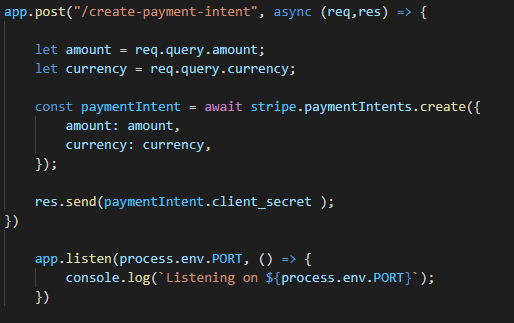 app.post("/create-payment-intent", async (req,res) => {
let amount = req.query.amount;
let currency = req.query.currency;
const paymentIntent = await stripe.paymentIntents.create({
amount: amount,
currency: currency,
});
res.send(paymentIntent.client_secret );
})
app.listen(process.env.PORT, () => {
console.log(`Listening on ${process.env.PORT}`);
})